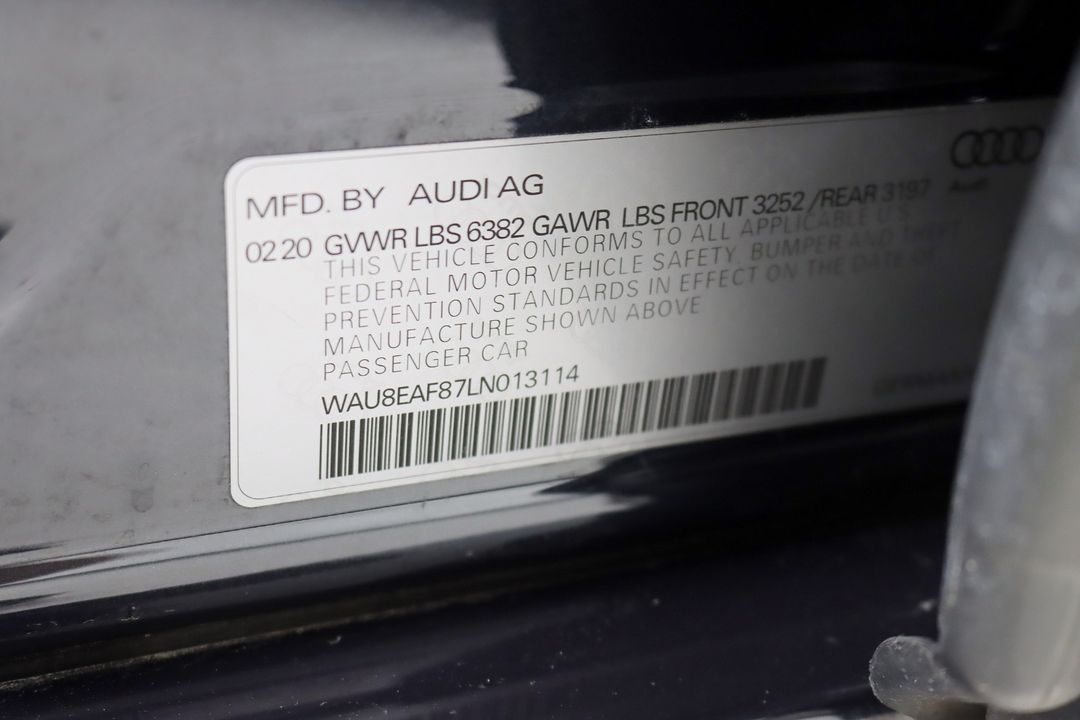 MFD. BY AUDI AG
Audi
02 20 GVWR LBS 6382 GAWR LBS FRONT 3252 /REAR 3197
THIS VEHICLE CONFORMS TO ALL APPLICABLE U.S.
FEDERAL MOTOR VEHICLE SAFETY, BUMPER AND THEFT
PREVENTION STANDARDS IN EFFECT ON THE DATE OF
MANUFACTURE SHOWN ABOVE
PASSENGER CAR
WAU8EAF87LN013114